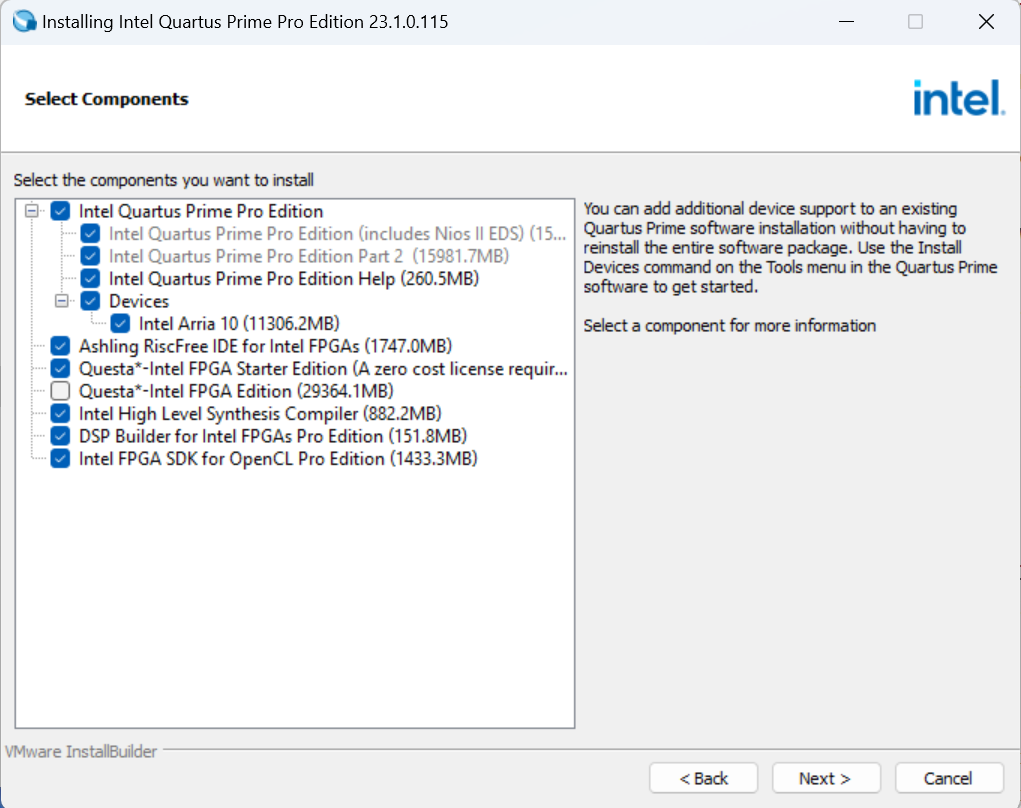 Installing Intel Quartus Prime Pro Edition 23.1.0.115
Select Components
intel.
Select the components you want to install
Intel Quartus Prime Pro Edition
Intel Quartus Prime Pro Edition (includes Nios II EDS) (15...
Intel Quartus Prime Pro Edition Part 2 (15981.7MB)
Intel Quartus Prime Pro Edition Help (260.5MB)
Devices
Intel Arria 10 (11306.2MB)
Ashling RiscFree IDE for Intel FPGAs (1747.0MB)
Questa*-Intel FPGA Starter Edition (A zero cost license requir...
Questa*-Intel FPGA Edition (29364.1MB)
Intel High Level Synthesis Compiler (882.2MB)
DSP Builder for Intel FPGAs Pro Edition (151.8MB)
Intel FPGA SDK for OpenCL Pro Edition (1433.3MB)
You can add additional device support to an existing
Quartus Prime software installation without having to
reinstall the entire software package. Use the Install
Devices command on the Tools menu in the Quartus Prime
software to get started.
Select a component for more information
VMware InstallBuilder
< Back
Next >
Cancel